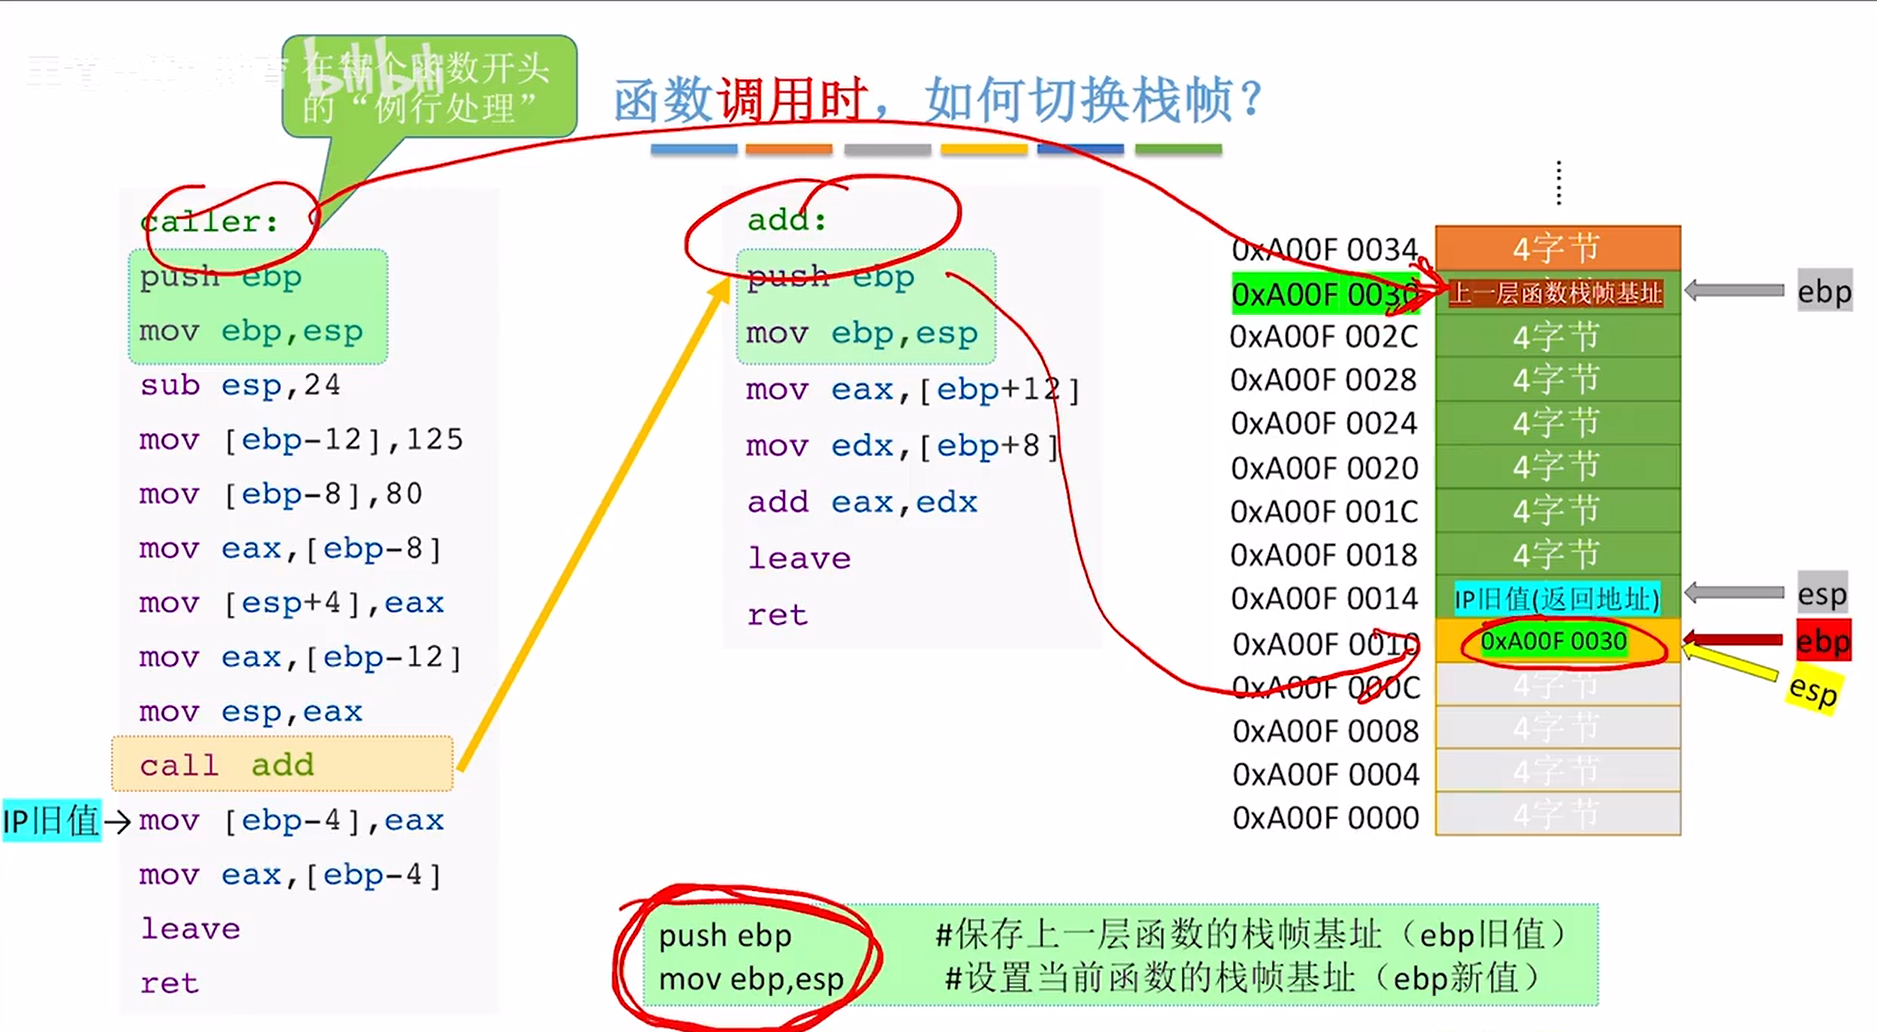 在每个函数开头
的“例行处理”
函数调用时，如何切换栈帧？
caller:
push ebp
mov ebp,esp
sub esp,24
mov [ebp-12],125
mov [ebp-8],80
mov eax,[ebp-8]
mov [esp+4],eax
mov eax,[ebp-12]
mov esp,eax
call add
IP旧值→mov [ebp-4],eax
mov eax,[ebp-4]
leave
ret
add:
push ebp
mov ebp,esp
mov eax,[ebp+12]
mov edx,[ebp+8]
add eax,edx
leave
ret
0xA00F 0034 4字节
0xA00F 0030 上一层函数栈帧基址 ebp
0xA00F 002C 4字节
0xA00F 0028 4字节
0xA00F 0024 4字节
0xA00F 0020 4字节
0xA00F 001C 4字节
0xA00F 0018 4字节
0xA00F 0014 IP旧值(返回地址) esp
0xA00F 0010 0xA00F 0030 ebp
esp
0xA00F 000C 4字节
0xA00F 0008 4字节
0xA00F 0004 4字节
0xA00F 0000 4字节
push ebp #保存上一层函数的栈帧基址（ebp旧值）
mov ebp,esp #设置当前函数的栈帧基址（ebp新值）